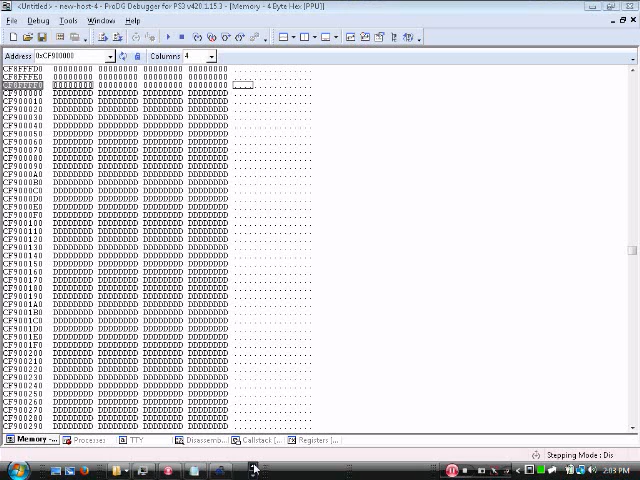 <Untitled> - new-host-4 - ProDG Debugger for PS3 v420.1.15.3 - [Memory - 4 Byte Hex [PPU]]
File Debug Tools Window Help
Address 0xCF900000 Columns 4
CF8FFFD0 00000000 00000000 00000000 00000000 ................
CF8FFFE0 00000000 00000000 00000000 00000000 ................
CF8FFFF0 00000000 00000000 00000000 00000000 ................
CF900000 DDDDDDDD DDDDDDDD DDDDDDDD DDDDDDDD ................
CF900010 DDDDDDDD DDDDDDDD DDDDDDDD DDDDDDDD ................
CF900020 DDDDDDDD DDDDDDDD DDDDDDDD DDDDDDDD ................
CF900030 DDDDDDDD DDDDDDDD DDDDDDDD DDDDDDDD ................
CF900040 DDDDDDDD DDDDDDDD DDDDDDDD DDDDDDDD ................
CF900050 DDDDDDDD DDDDDDDD DDDDDDDD DDDDDDDD ................
CF900060 DDDDDDDD DDDDDDDD DDDDDDDD DDDDDDDD ................
CF900070 DDDDDDDD DDDDDDDD DDDDDDDD DDDDDDDD ................
CF900080 DDDDDDDD DDDDDDDD DDDDDDDD DDDDDDDD ................
CF900090 DDDDDDDD DDDDDDDD DDDDDDDD DDDDDDDD ................
CF9000A0 DDDDDDDD DDDDDDDD DDDDDDDD DDDDDDDD ................
CF9000B0 DDDDDDDD DDDDDDDD DDDDDDDD DDDDDDDD ................
CF9000C0 DDDDDDDD DDDDDDDD DDDDDDDD DDDDDDDD ................
CF9000D0 DDDDDDDD DDDDDDDD DDDDDDDD DDDDDDDD ................
CF9000E0 DDDDDDDD DDDDDDDD DDDDDDDD DDDDDDDD ................
CF9000F0 DDDDDDDD DDDDDDDD DDDDDDDD DDDDDDDD ................
CF900100 DDDDDDDD DDDDDDDD DDDDDDDD DDDDDDDD ................
CF900110 DDDDDDDD DDDDDDDD DDDDDDDD DDDDDDDD ................
CF900120 DDDDDDDD DDDDDDDD DDDDDDDD DDDDDDDD ................
CF900130 DDDDDDDD DDDDDDDD DDDDDDDD DDDDDDDD ................
CF900140 DDDDDDDD DDDDDDDD DDDDDDDD DDDDDDDD ................
CF900150 DDDDDDDD DDDDDDDD DDDDDDDD DDDDDDDD ................
CF900160 DDDDDDDD DDDDDDDD DDDDDDDD DDDDDDDD ................
CF900170 DDDDDDDD DDDDDDDD DDDDDDDD DDDDDDDD ................
CF900180 DDDDDDDD DDDDDDDD DDDDDDDD DDDDDDDD ................
CF900190 DDDDDDDD DDDDDDDD DDDDDDDD DDDDDDDD ................
CF9001A0 DDDDDDDD DDDDDDDD DDDDDDDD DDDDDDDD ................
CF9001B0 DDDDDDDD DDDDDDDD DDDDDDDD DDDDDDDD ................
CF9001C0 DDDDDDDD DDDDDDDD DDDDDDDD DDDDDDDD ................
CF9001D0 DDDDDDDD DDDDDDDD DDDDDDDD DDDDDDDD ................
CF9001E0 DDDDDDDD DDDDDDDD DDDDDDDD DDDDDDDD ................
CF9001F0 DDDDDDDD DDDDDDDD DDDDDDDD DDDDDDDD ................
CF900200 DDDDDDDD DDDDDDDD DDDDDDDD DDDDDDDD ................
CF900210 DDDDDDDD DDDDDDDD DDDDDDDD DDDDDDDD ................
CF900220 DDDDDDDD DDDDDDDD DDDDDDDD DDDDDDDD ................
CF900230 DDDDDDDD DDDDDDDD DDDDDDDD DDDDDDDD ................
CF900240 DDDDDDDD DDDDDDDD DDDDDDDD DDDDDDDD ................
CF900250 DDDDDDDD DDDDDDDD DDDDDDDD DDDDDDDD ................
CF900260 DDDDDDDD DDDDDDDD DDDDDDDD DDDDDDDD ................
CF900270 DDDDDDDD DDDDDDDD DDDDDDDD DDDDDDDD ................
CF900280 DDDDDDDD DDDDDDDD DDDDDDDD DDDDDDDD ................
CF900290 DDDDDDDD DDDDDDDD DDDDDDDD DDDDDDDD ................
Memory -... Processes TTY Disassemb... Callstack [... Registers [...
Stepping Mode : Dis
2:03 PM